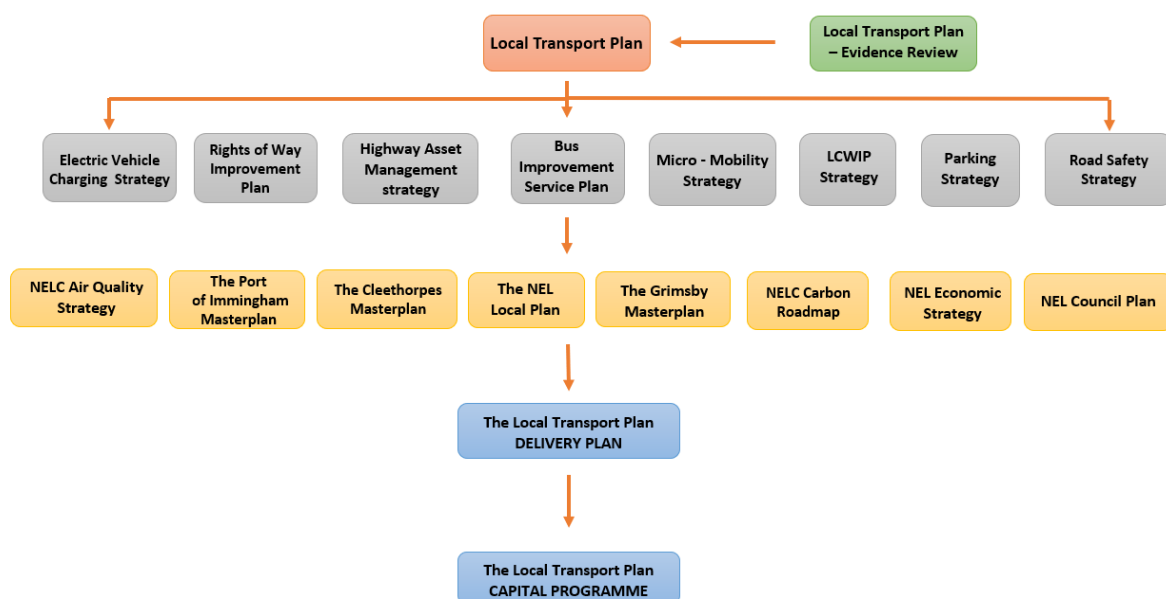 Local Transport Plan
Local Transport Plan
– Evidence Review
Electric Vehicle
Charging Strategy
Rights of Way
Improvement
Plan
Highway Asset
Management
strategy
Bus
Improvement
Service Plan
Micro - Mobility
Strategy
LCWIP
Strategy
Parking
Strategy
Road Safety
Strategy
NELC Air Quality
Strategy
The Port
of Immingham
Masterplan
The Cleethorpes
Masterplan
The NEL
Local Plan
The Grimsby
Masterplan
NELC Carbon
Roadmap
NEL Economic
Strategy
NEL Council Plan
The Local Transport Plan
DELIVERY PLAN
The Local Transport Plan
CAPITAL PROGRAMME